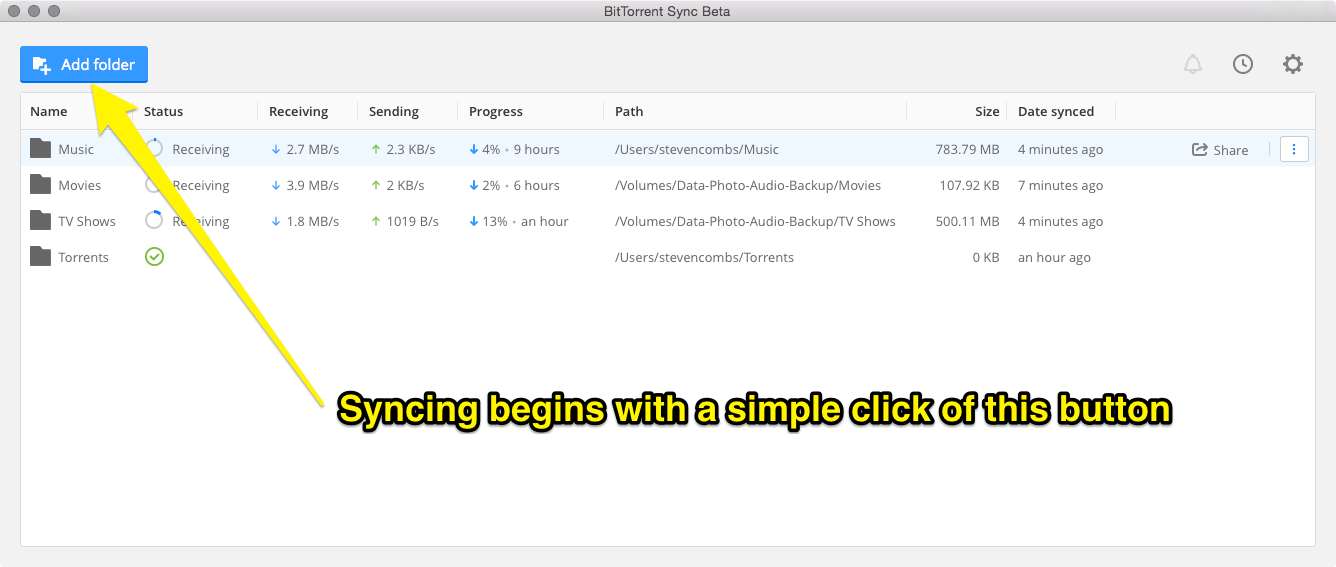 BitTorrent Sync Beta
Add folder
Name Status Receiving Sending Progress Path Size Date synced
Music Receiving ↓ 2.7 MB/s ↑ 2.3 KB/s ↓ 4% • 9 hours /Users/stevencombs/Music 783.79 MB 4 minutes ago Share
Movies Receiving ↓ 3.9 MB/s ↑ 2 KB/s ↓ 2% • 6 hours /Volumes/Data-Photo-Audio-Backup/Movies 107.92 KB 7 minutes ago
TV Shows Receiving ↓ 1.8 MB/s ↑ 1019 B/s ↓ 13% • an hour /Volumes/Data-Photo-Audio-Backup/TV Shows 500.11 MB 4 minutes ago
Torrents /Users/stevencombs/Torrents 0 KB an hour ago
Syncing begins with a simple click of this button